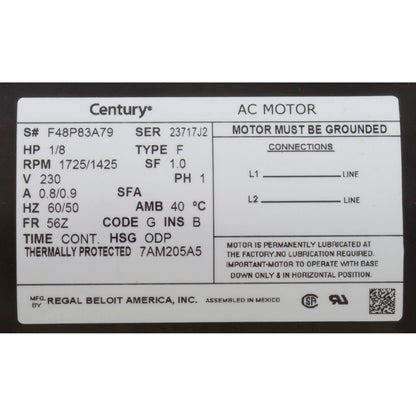 Century® AC MOTOR
S# F48P83A79 SER 23717J2
HP 1/8 TYPE F
RPM 1725/1425 SF 1.0
V 230 PH 1
A 0.8/0.9 SFA
HZ 60/50 AMB 40 °C
FR 56Z CODE G INS B
TIME CONT. HSG ODP
THERMALLY PROTECTED 7AM205A5
MOTOR MUST BE GROUNDED
CONNECTIONS
L1 LINE
L2 LINE
MOTOR IS PERMANENTLY LUBRICATED AT
THE FACTORY.NO LUBRICATION REQUIRED.
IMPORTANT-MOTOR TO OPERATE WITH BASE
DOWN ONLY & IN HORIZONTAL POSITION.
MFG. BY REGAL BELOIT AMERICA, INC. ASSEMBLED IN MEXICO